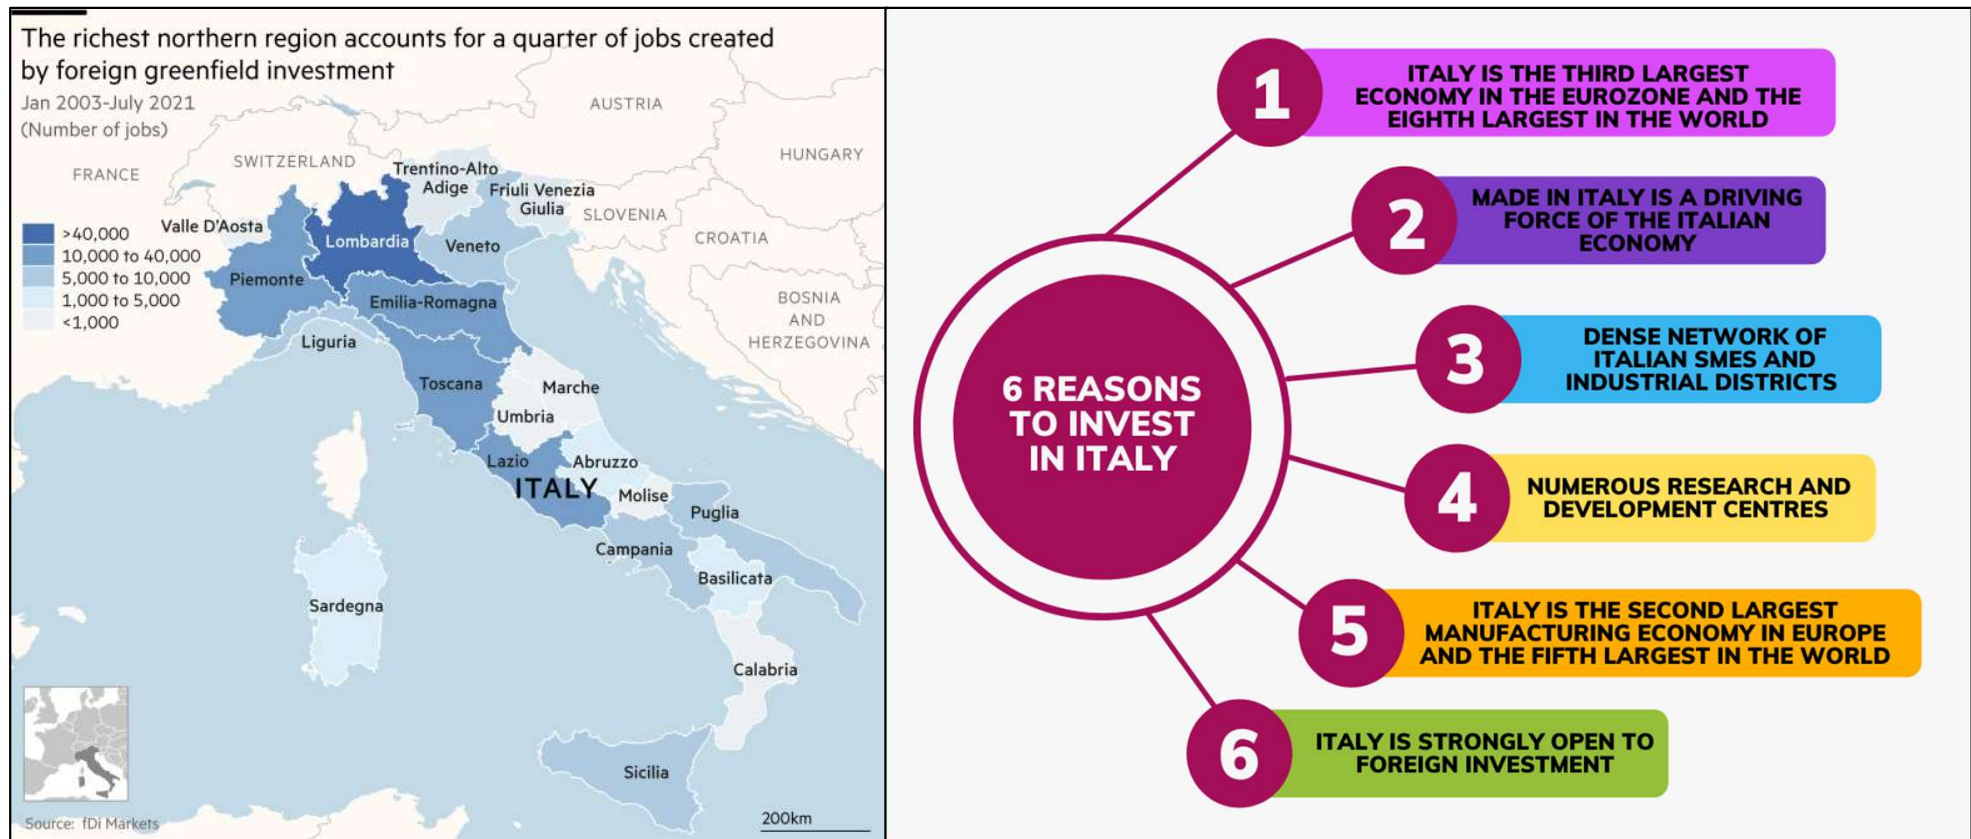 The richest northern region accounts for a quarter of jobs created
by foreign greenfield investment
Jan 2003-July 2021
(Number of jobs)
AUSTRIA
HUNGARY
SWITZERLAND
FRANCE
Trentino-Alto
Adige
Friuli Venezia
Giulia
SLOVENIA
Valle D'Aosta
>40,000
10,000 to 40,000
5,000 to 10,000
1,000 to 5,000
<1,000
Lombardia
Veneto
CROATIA
Piemonte
Emilia-Romagna
BOSNIA
AND
HERZEGOVINA
Liguria
Toscana
Marche
Umbria
Lazio
Abruzzo
ITALY
Molise
Puglia
Campania
Basilicata
Sardegna
Calabria
Sicilia
200km
Source: fDi Markets
6 REASONS
TO INVEST
IN ITALY
1
ITALY IS THE THIRD LARGEST
ECONOMY IN THE EUROZONE AND THE
EIGHTH LARGEST IN THE WORLD
2
MADE IN ITALY IS A DRIVING
FORCE OF THE ITALIAN
ECONOMY
3
DENSE NETWORK OF
ITALIAN SMES AND
INDUSTRIAL DISTRICTS
4
NUMEROUS RESEARCH AND
DEVELOPMENT CENTRES
5
ITALY IS THE SECOND LARGEST
MANUFACTURING ECONOMY IN EUROPE
AND THE FIFTH LARGEST IN THE WORLD
6
ITALY IS STRONGLY OPEN TO
FOREIGN INVESTMENT